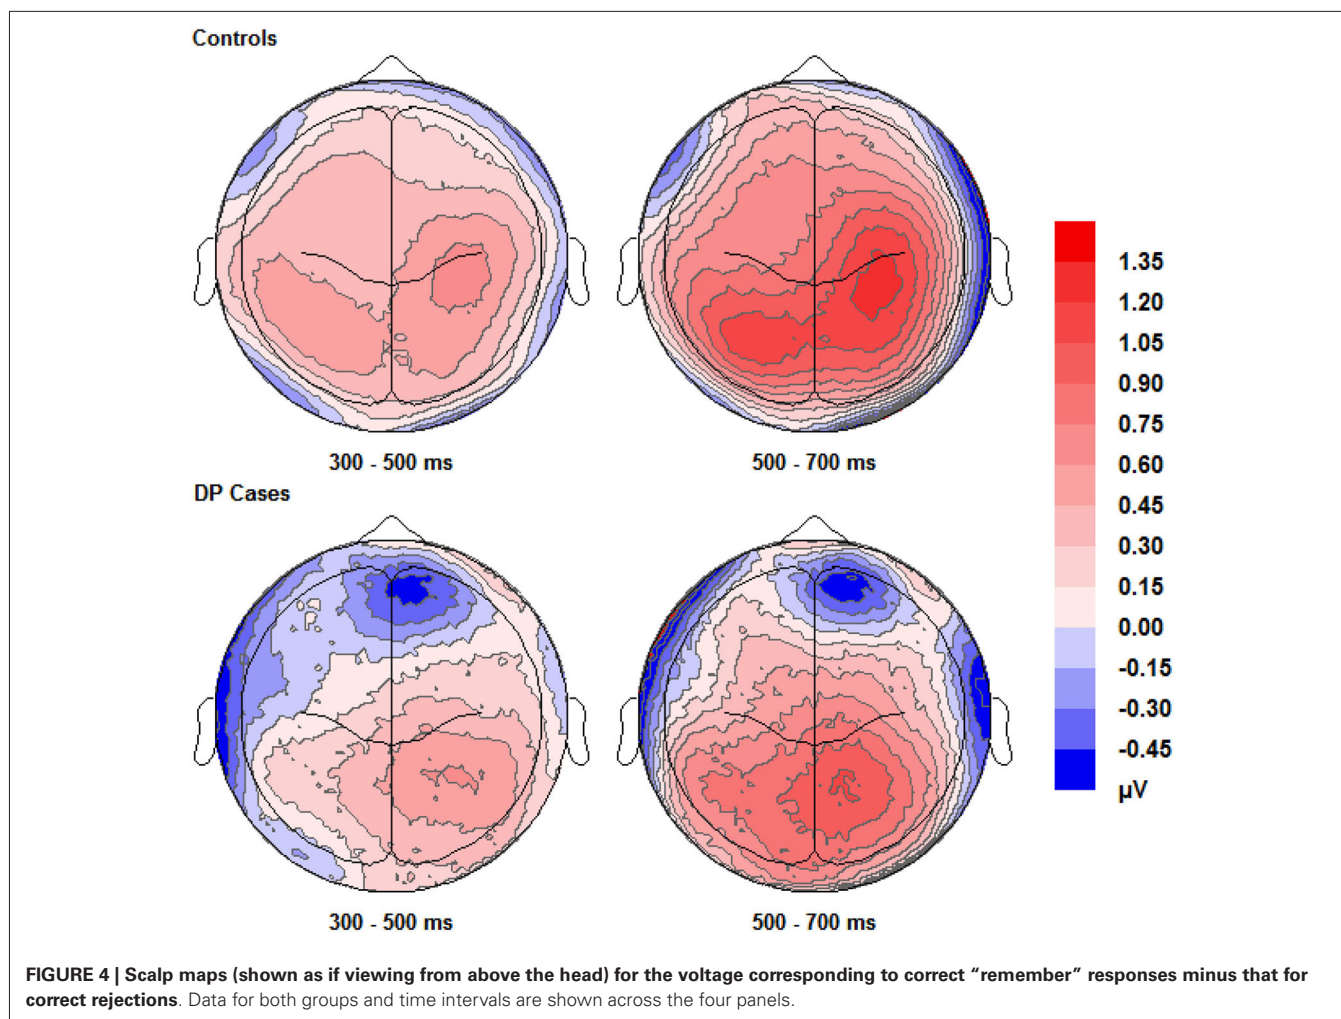 Controls
300 - 500 ms
500 - 700 ms
DP Cases
300 - 500 ms
500 - 700 ms
1.35
1.20
1.05
0.90
0.75
0.60
0.45
0.30
0.15
0.00
-0.15
-0.30
-0.45
µV
FIGURE 4 | Scalp maps (shown as if viewing from above the head) for the voltage corresponding to correct “remember” responses minus that for
correct rejections. Data for both groups and time intervals are shown across the four panels.